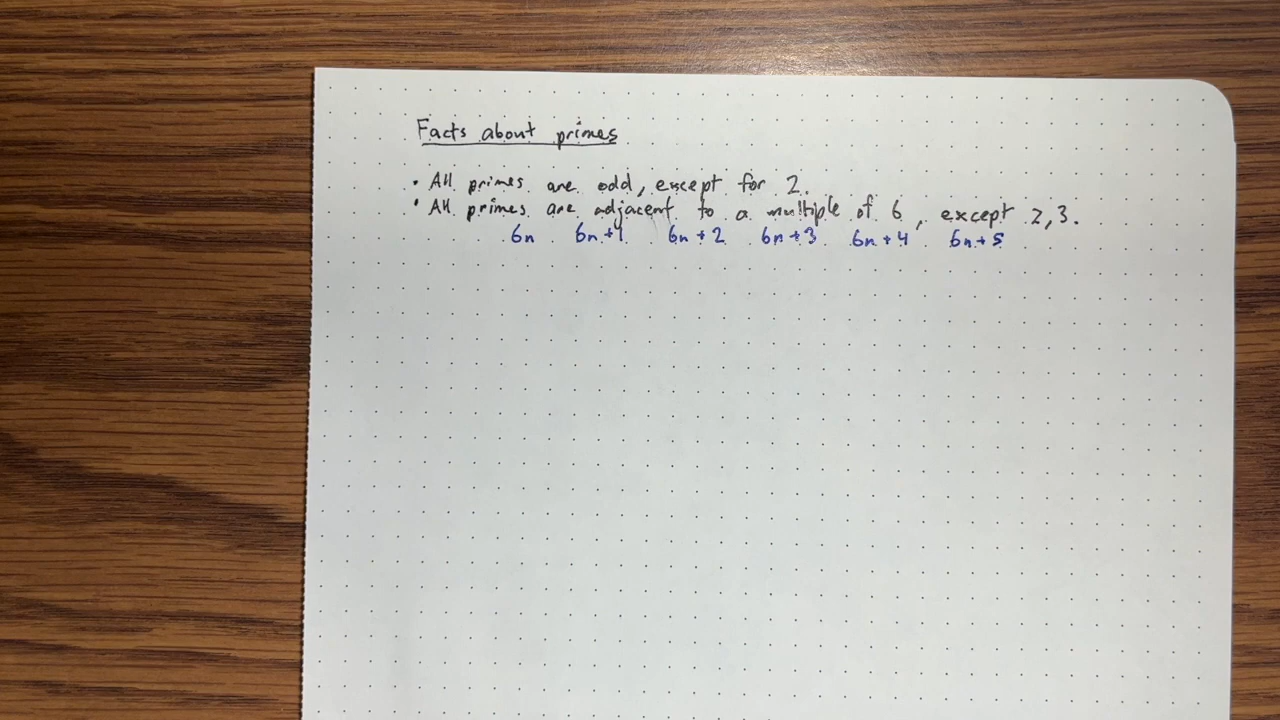 Facts about primes
· All primes are odd, except for 2.
· All primes are adjacent to a multiple of 6, except 2,3.
6n 6n+1 6n+2 6n+3 6n+4 6n+5